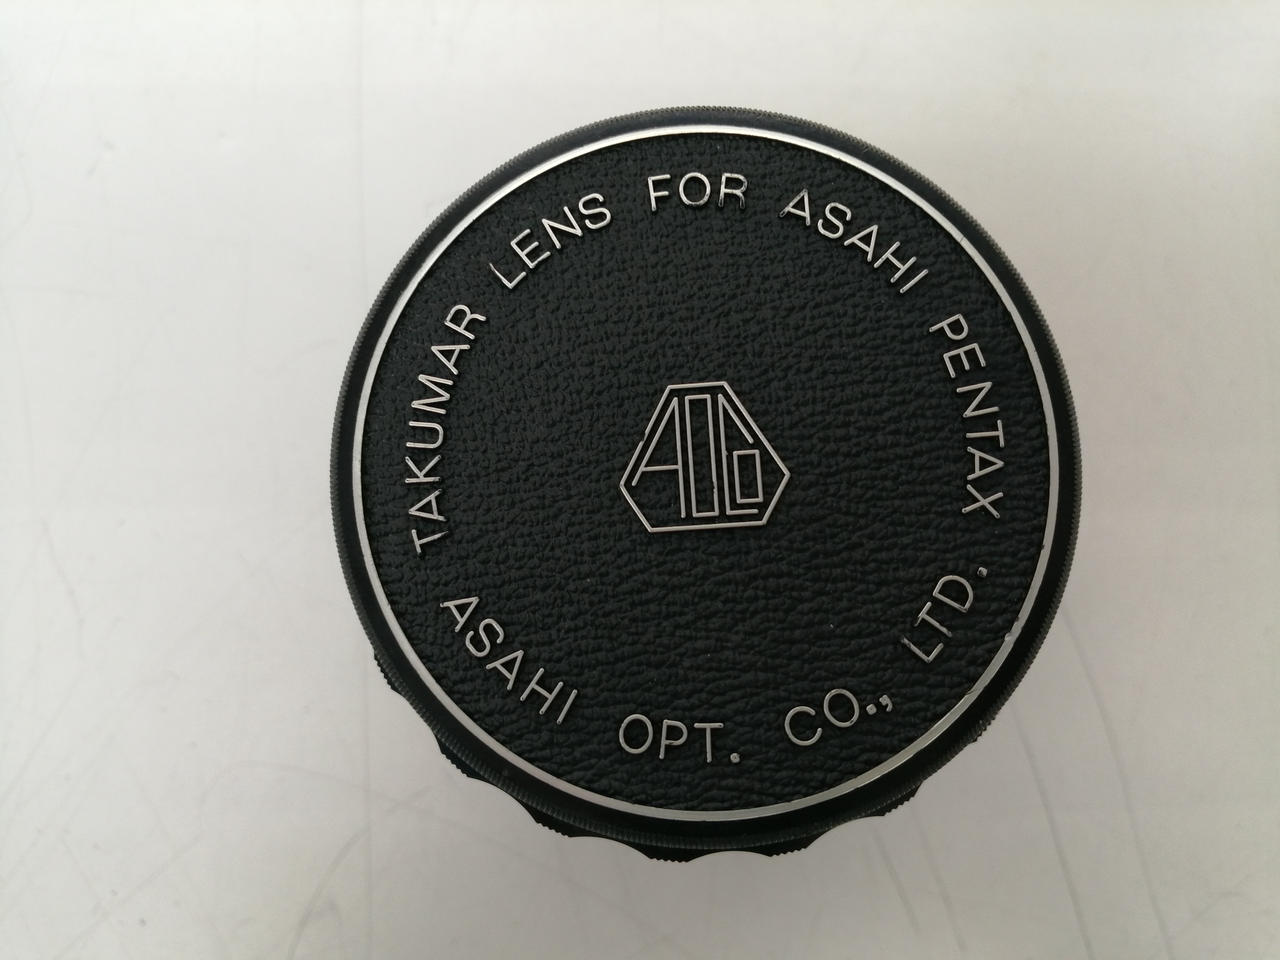 TAKUMAR LENS FOR ASAHI PENTAX
AOCO
ASAHI OPT. CO., LTD.